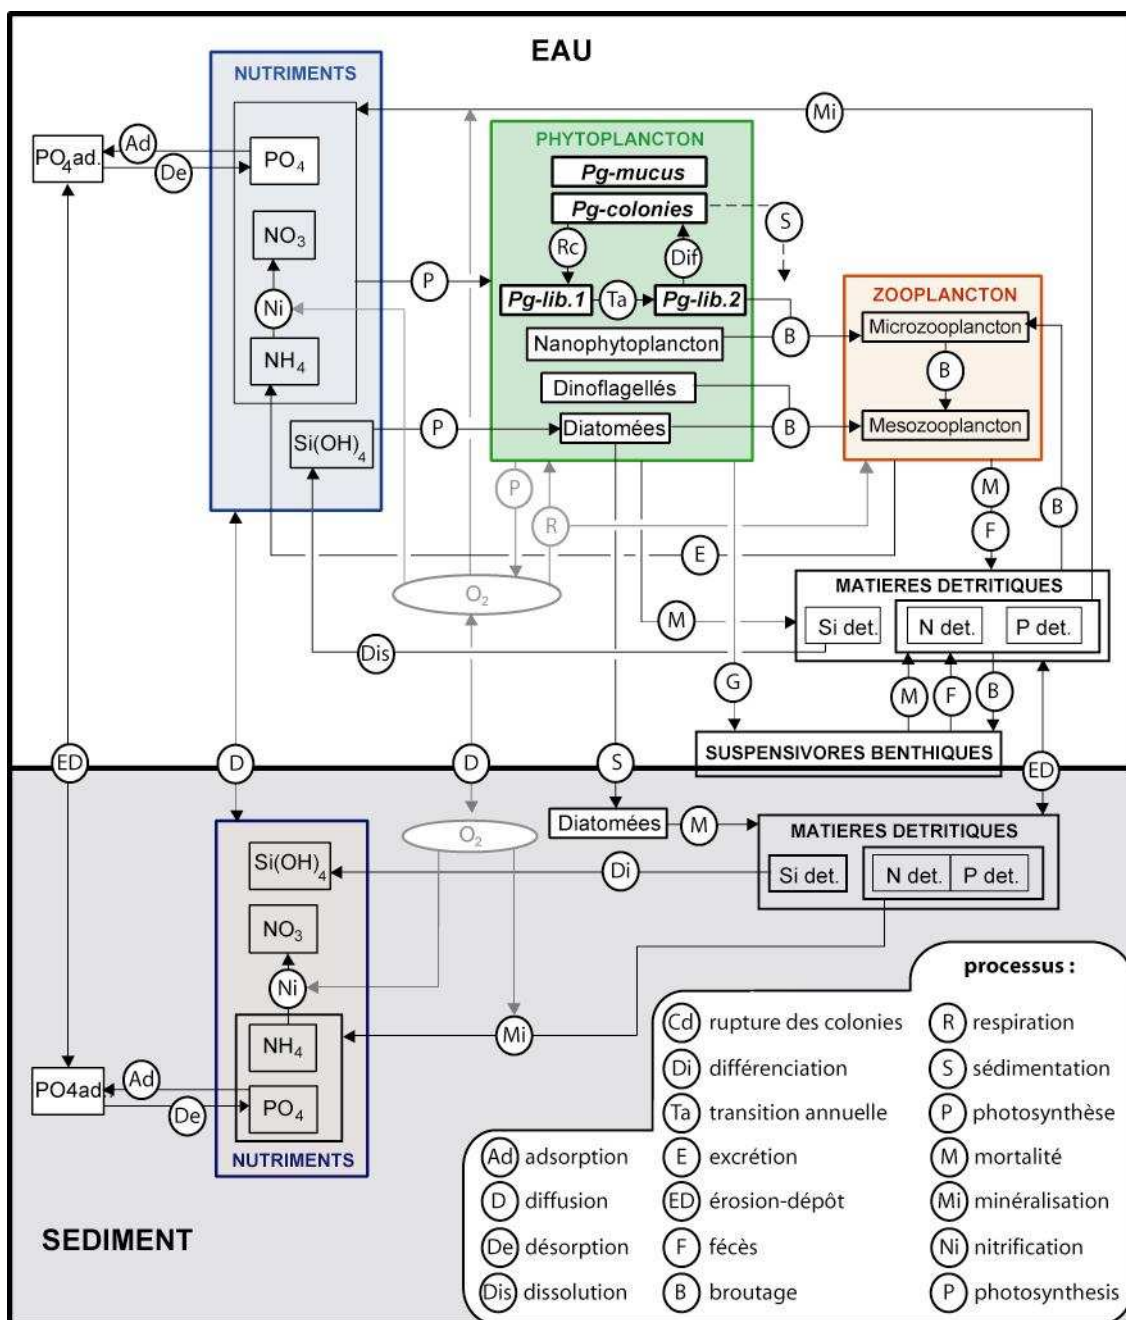 EAU
NUTRIMENTS
Mi
PHYTOPLANCTON
PO4ad.
Ad
De
PO4
Pg-mucus
Pg-colonies
S
NO3
Rc
Dif
P
ZOOPLANCTON
Pg-lib.1
Ta
Pg-lib.2
Ni
Microzooplancton
Nanophytoplancton
B
NH4
B
Dinoflagellés
Si(OH)4
P
Diatomées
B
Mesozooplancton
P
M
B
R
F
E
O2
MATIERES DETRITIQUES
M
Si det.
N det.
P det.
Dis
G
M
F
B
SUSPENSIVORES BENTHIQUES
ED
D
D
S
ED
O2
Diatomées
M
MATIERES DETRITIQUES
Si(OH)4
Di
Si det.
N det.
P det.
NO3
Ni
processus :
NH4
Mi
PO4ad.
Ad
De
PO4
NUTRIMENTS
SEDIMENT
Ad adsorption
D diffusion
De désorption
Dis dissolution
Cd rupture des colonies
Di différenciation
Ta transition annuelle
E excrétion
ED érosion-dépôt
F fécès
B broutage
R respiration
S sédimentation
P photosynthèse
M mortalité
Mi minéralisation
Ni nitrification
P photosynthesis